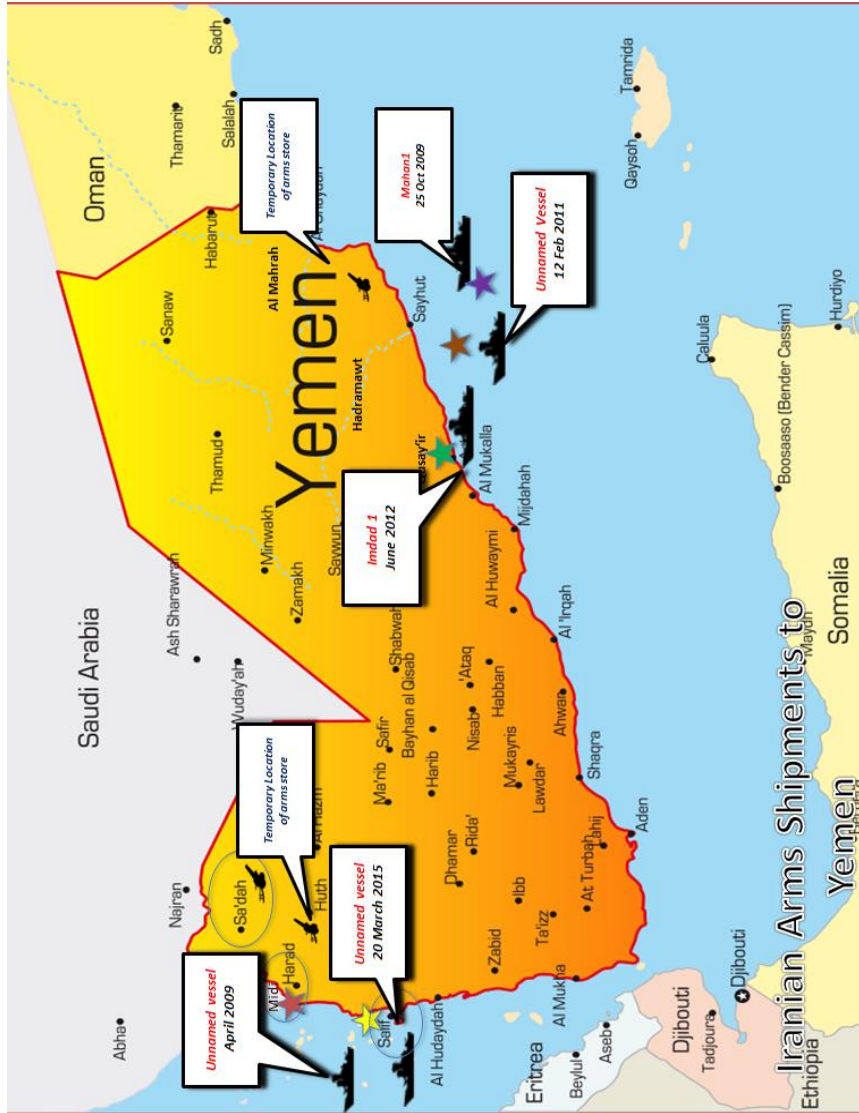 Iranian Arms Shipments to
Yemen
Saudi Arabia
Oman
Yemen
Abha
Najran
Ash Sharawrah
Thamarit
Sadh
Salalah
Habarut
Sanaw
Thamud
Minwakh
Zamakh
Al Mahrah
Hadramawt
Temporary Location
of arms store
Mahan1
25 Oct 2009
Unnamed Vessel
12 Feb 2011
Imdad 1
June 2012
Temporary Location
of arms store
Unnamed vessel
20 March 2015
Unnamed vessel
April 2009
Sa'dah
Harad
Midi
Huth
Salif
Al Hudaydah
Safir
Ma'rib
Shabwah
Bayhan al Qisab
Harib
Saywun
Sayhut
Al Mukalla
Mijdahah
Al Huwaymi
Al 'Irqah
'Ataq
Habban
Nisab
Ahwar
Mukayris
Lawdar
Shaqra
Dhamar
Rida'
Zabid
Ibb
Ta'izz
At Turbah
Lahij
Aden
Al Mukha
Eritrea
Aseb
Beylul
Djibouti
Tadjoura
Djibouti
Ethiopia
Somalia
Maydh
Boosaaso (Bender Cassim)
Caluula
Hurdiyo
Qaysoh
Tamrida